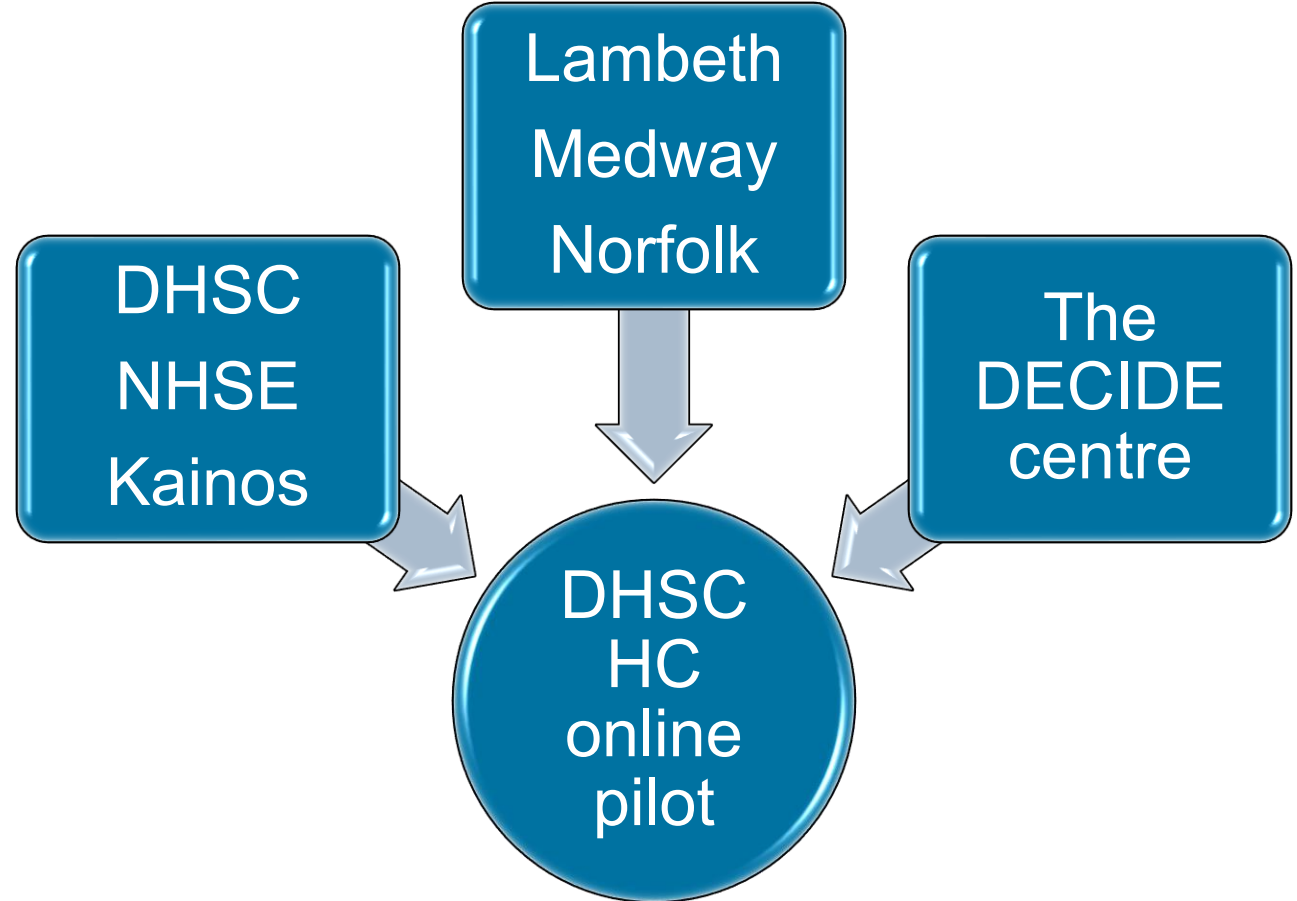 Lambeth
Medway
Norfolk
DHSC
NHSE
Kainos
The
DECIDE
centre
DHSC
HC
online
pilot